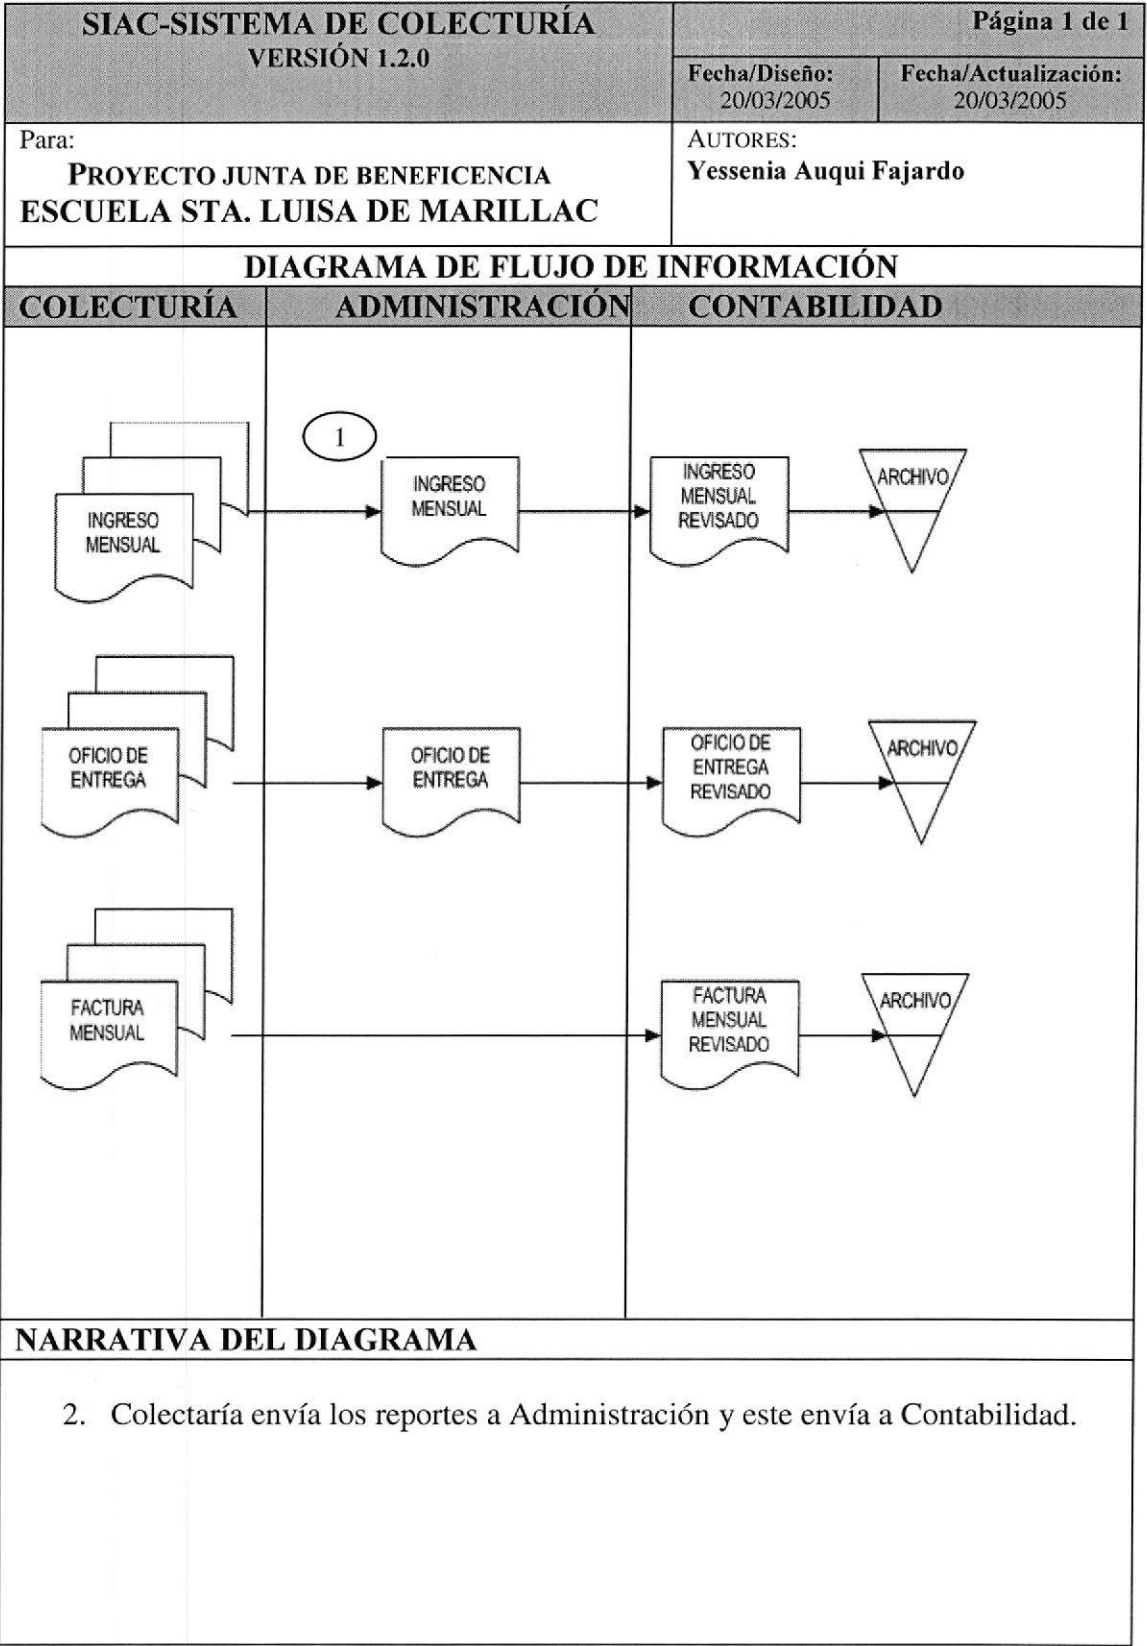 SIAC-SISTEMA DE COLECTURÍA
VERSIÓN 1.2.0
Página 1 de 1
Fecha/Diseño:
20/03/2005
Fecha/Actualización:
20/03/2005
Para:
PROYECTO JUNTA DE BENEFICENCIA
ESCUELA STA. LUISA DE MARILLAC
AUTORES:
Yessenia Auqui Fajardo
DIAGRAMA DE FLUJO DE INFORMACIÓN
COLECTURÍA
ADMINISTRACIÓN
CONTABILIDAD
1
INGRESO
MENSUAL
INGRESO
MENSUAL
INGRESO
MENSUAL
REVISADO
ARCHIVO
OFICIO DE
ENTREGA
OFICIO DE
ENTREGA
OFICIO DE
ENTREGA
REVISADO
ARCHIVO
FACTURA
MENSUAL
FACTURA
MENSUAL
REVISADO
ARCHIVO
NARRATIVA DEL DIAGRAMA
2. Colectaría envía los reportes a Administración y este envía a Contabilidad.